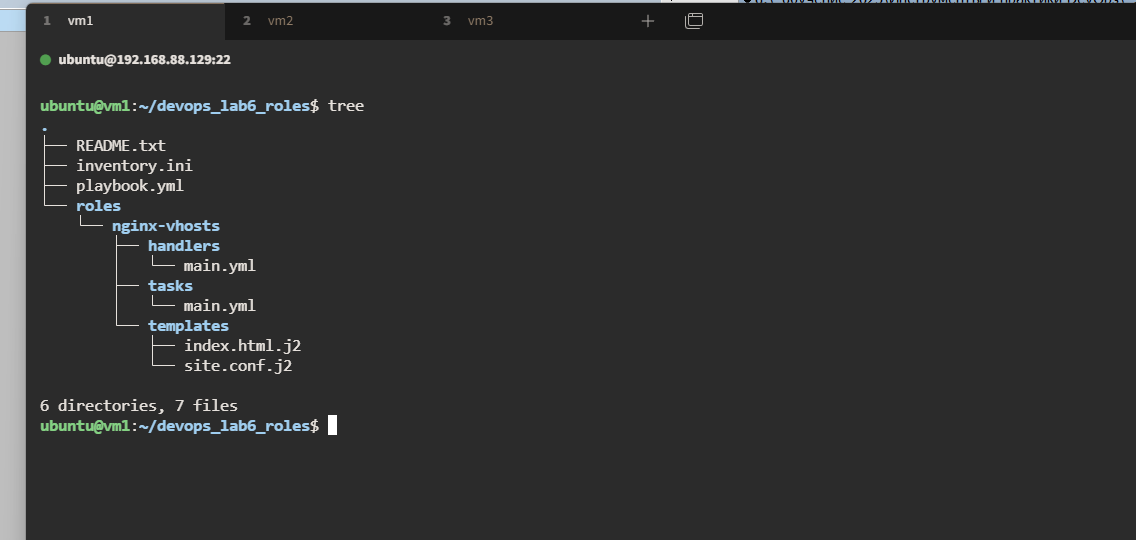 1 vm1 2 vm2 3 vm3
ubuntu@192.168.88.129:22
ubuntu@vm1:~/devops_lab6_roles$ tree
.
├── README.txt
├── inventory.ini
├── playbook.yml
└── roles
    └── nginx-vhosts
        ├── handlers
        │   └── main.yml
        ├── tasks
        │   └── main.yml
        └── templates
            ├── index.html.j2
            └── site.conf.j2
6 directories, 7 files
ubuntu@vm1:~/devops_lab6_roles$